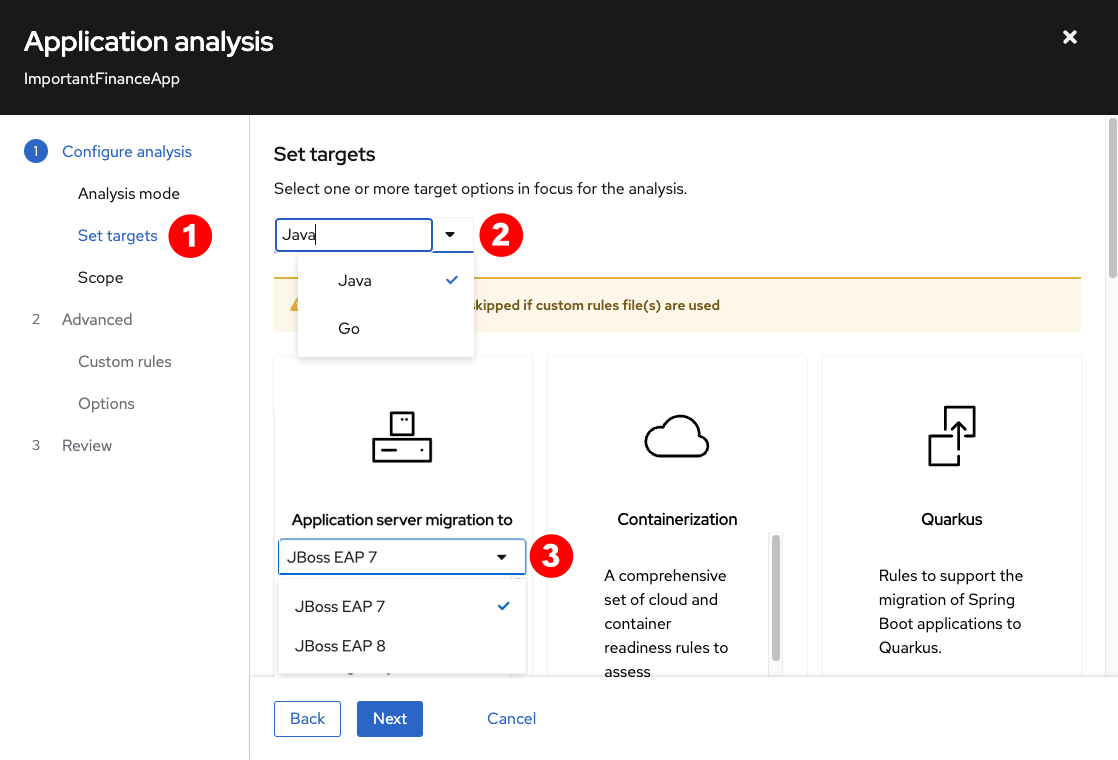 Application analysis
ImportantFinanceApp
1 Configure analysis
Analysis mode
Set targets 1
Scope
2 Advanced
Custom rules
Options
3 Review
Set targets
Select one or more target options in focus for the analysis.
Java 2
Java
Go
skipped if custom rules file(s) are used
Application server migration to
JBoss EAP 7 3
JBoss EAP 7
JBoss EAP 8
Containerization
A comprehensive
set of cloud and
container
readiness rules to
assess
Quarkus
Rules to support the
migration of Spring
Boot applications to
Quarkus.
Back
Next
Cancel